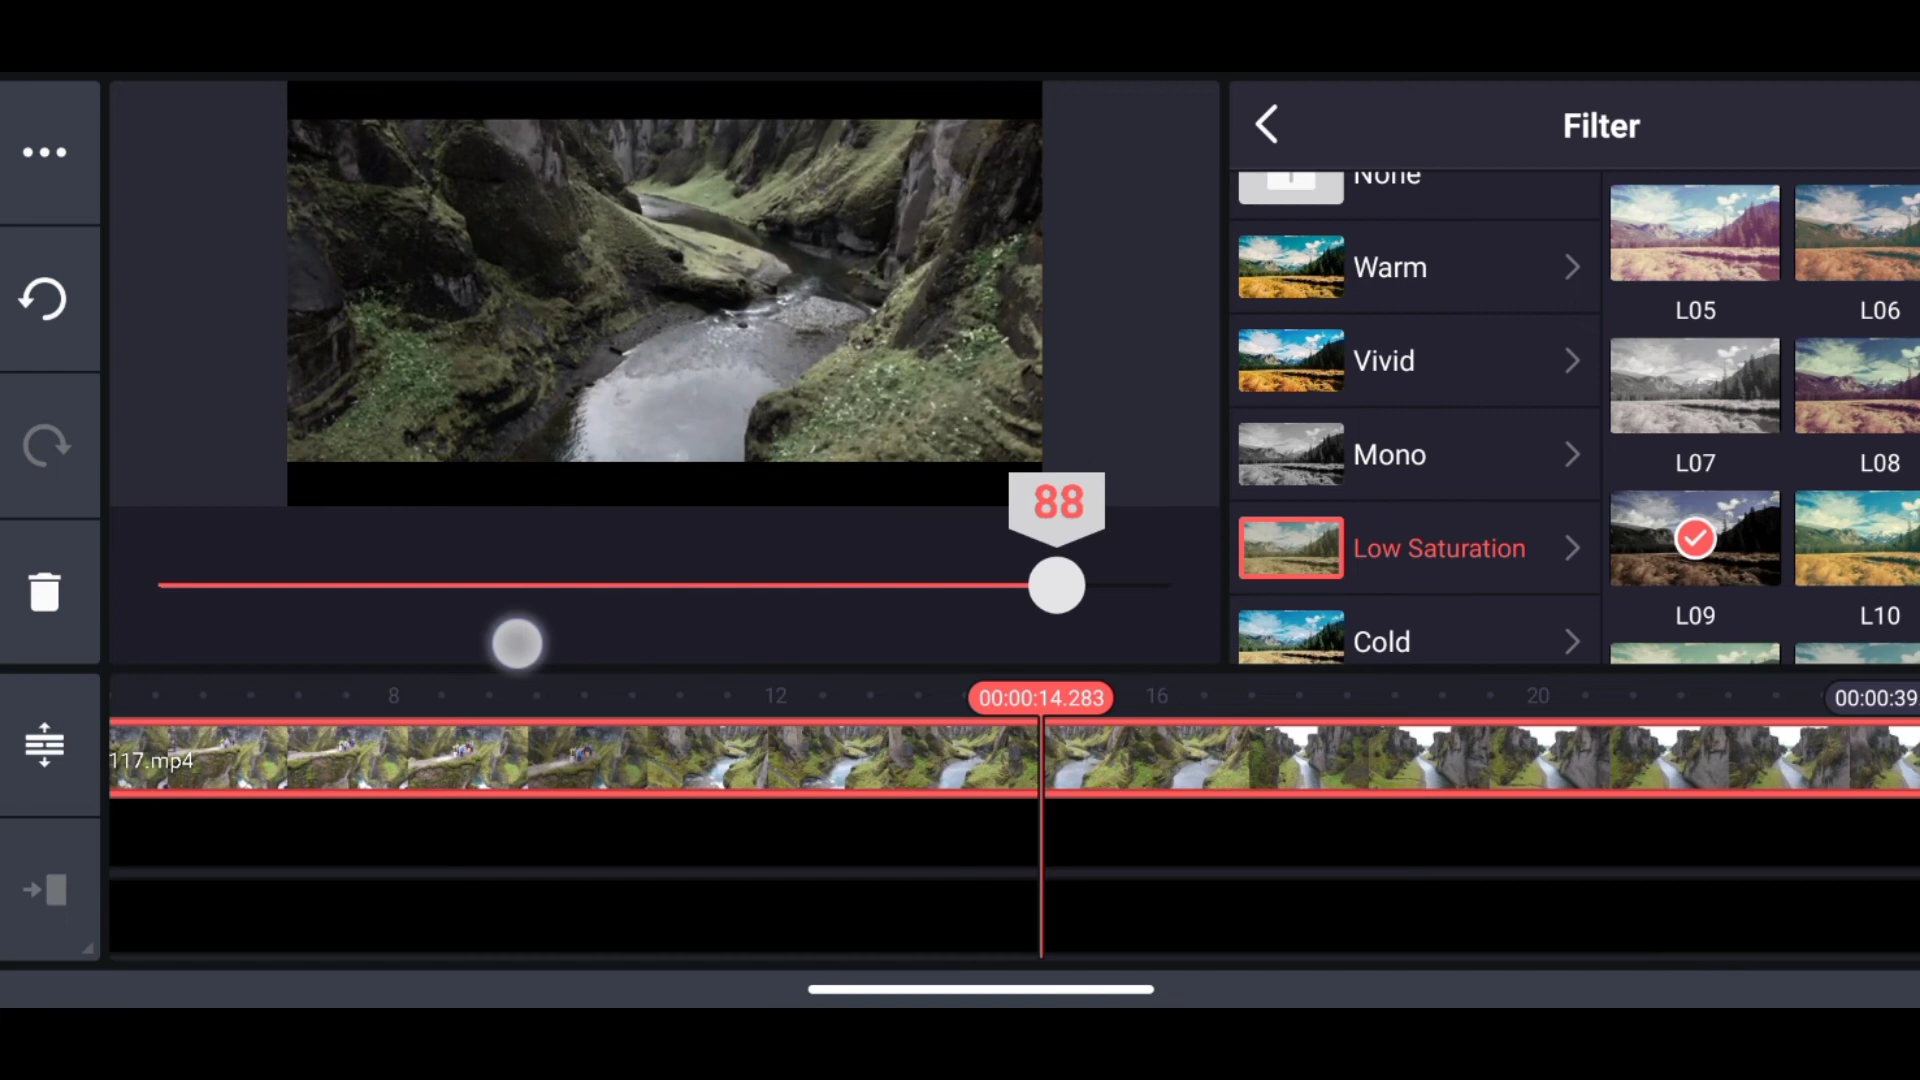 Filter
None
Warm
Vivid
Mono
Low Saturation
Cold
L05
L06
L07
L08
L09
L10
88
8
12
00:00:14.283
16
20
00:00:39
117.mp4